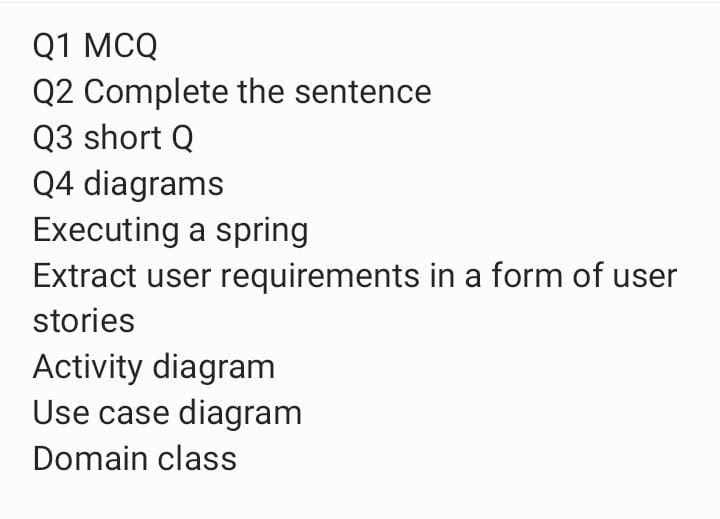 Q1 MCQ
Q2 Complete the sentence
Q3 short Q
Q4 diagrams
Executing a spring
Extract user requirements in a form of user
stories
Activity diagram
Use case diagram
Domain class